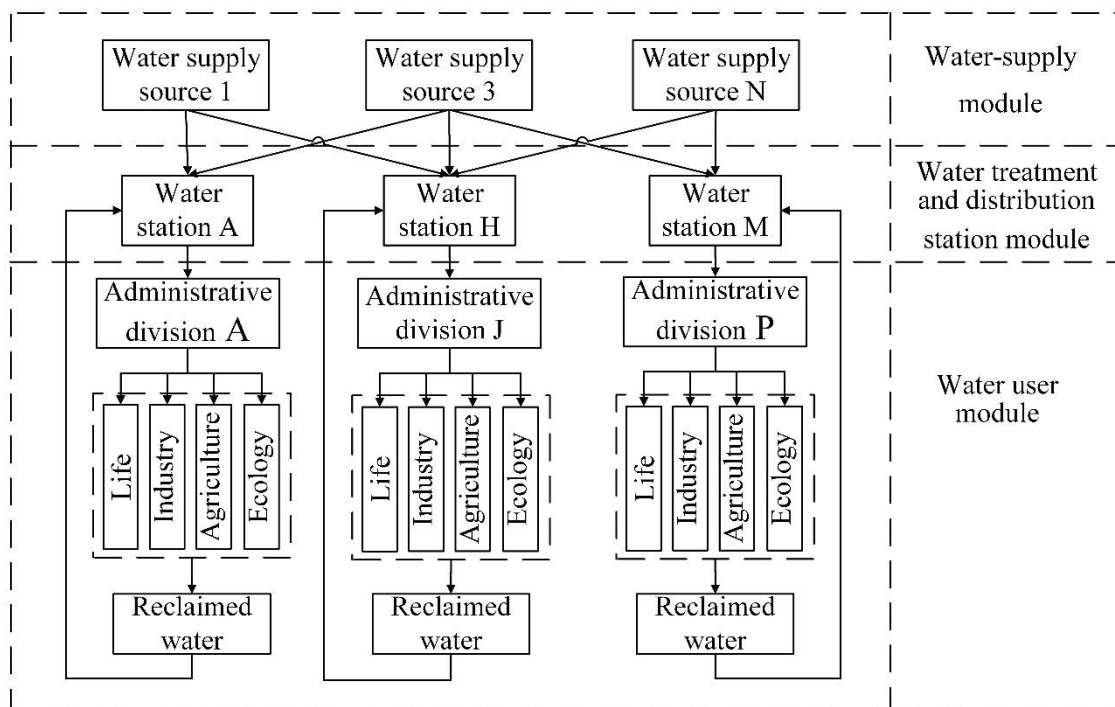 Water supply
source 1
Water supply
source 3
Water supply
source N
Water-supply
module
Water
station A
Water
station H
Water
station M
Water treatment
and distribution
station module
Administrative
division A
Administrative
division J
Administrative
division P
Water user
module
Life
Industry
Agriculture
Ecology
Life
Industry
Agriculture
Ecology
Life
Industry
Agriculture
Ecology
Reclaimed
water
Reclaimed
water
Reclaimed
water